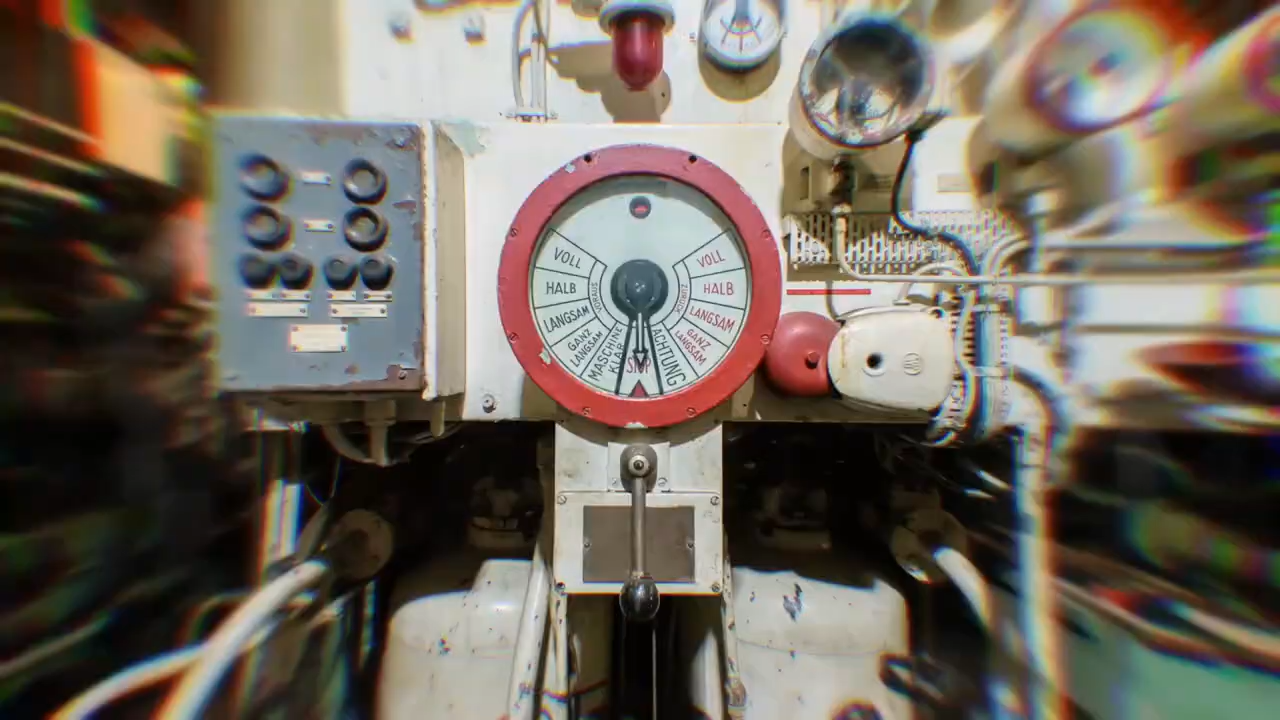 VOLL
HALB
LANGSAM
GANZ
LANGSAM
MASCHINE
KLAR
VORAUS
STOP
ACHTUNG
VOLL
HALB
LANGSAM
GANZ
LANGSAM
ZURÜCK